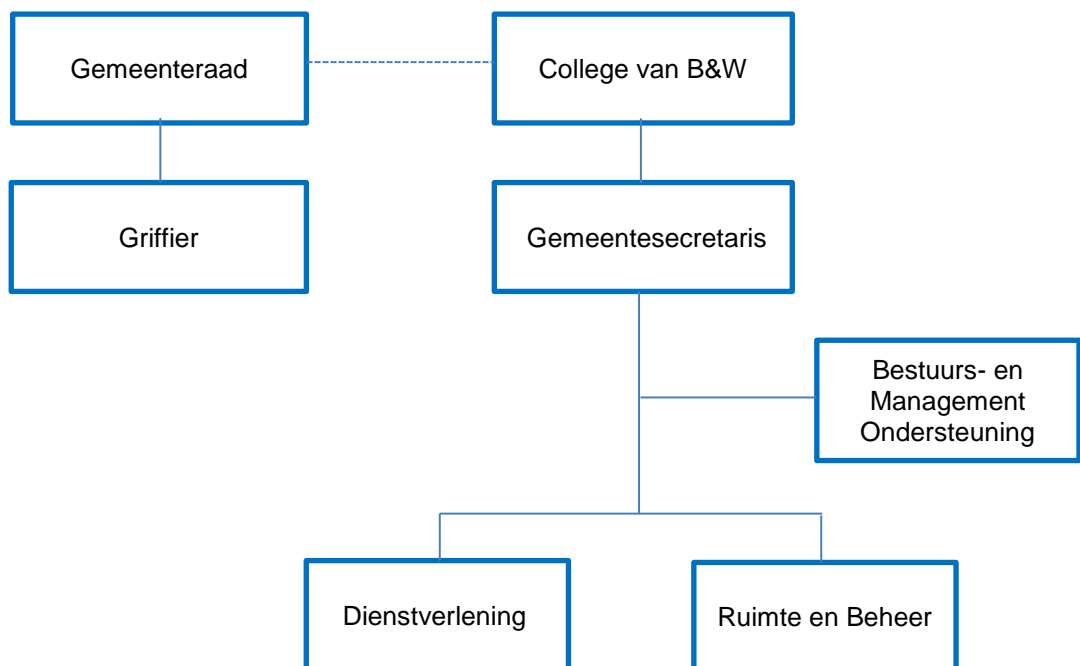 Gemeenteraad
College van B&W
Griffier
Gemeentesecretaris
Bestuurs- en
Management
Ondersteuning
Dienstverlening
Ruimte en Beheer